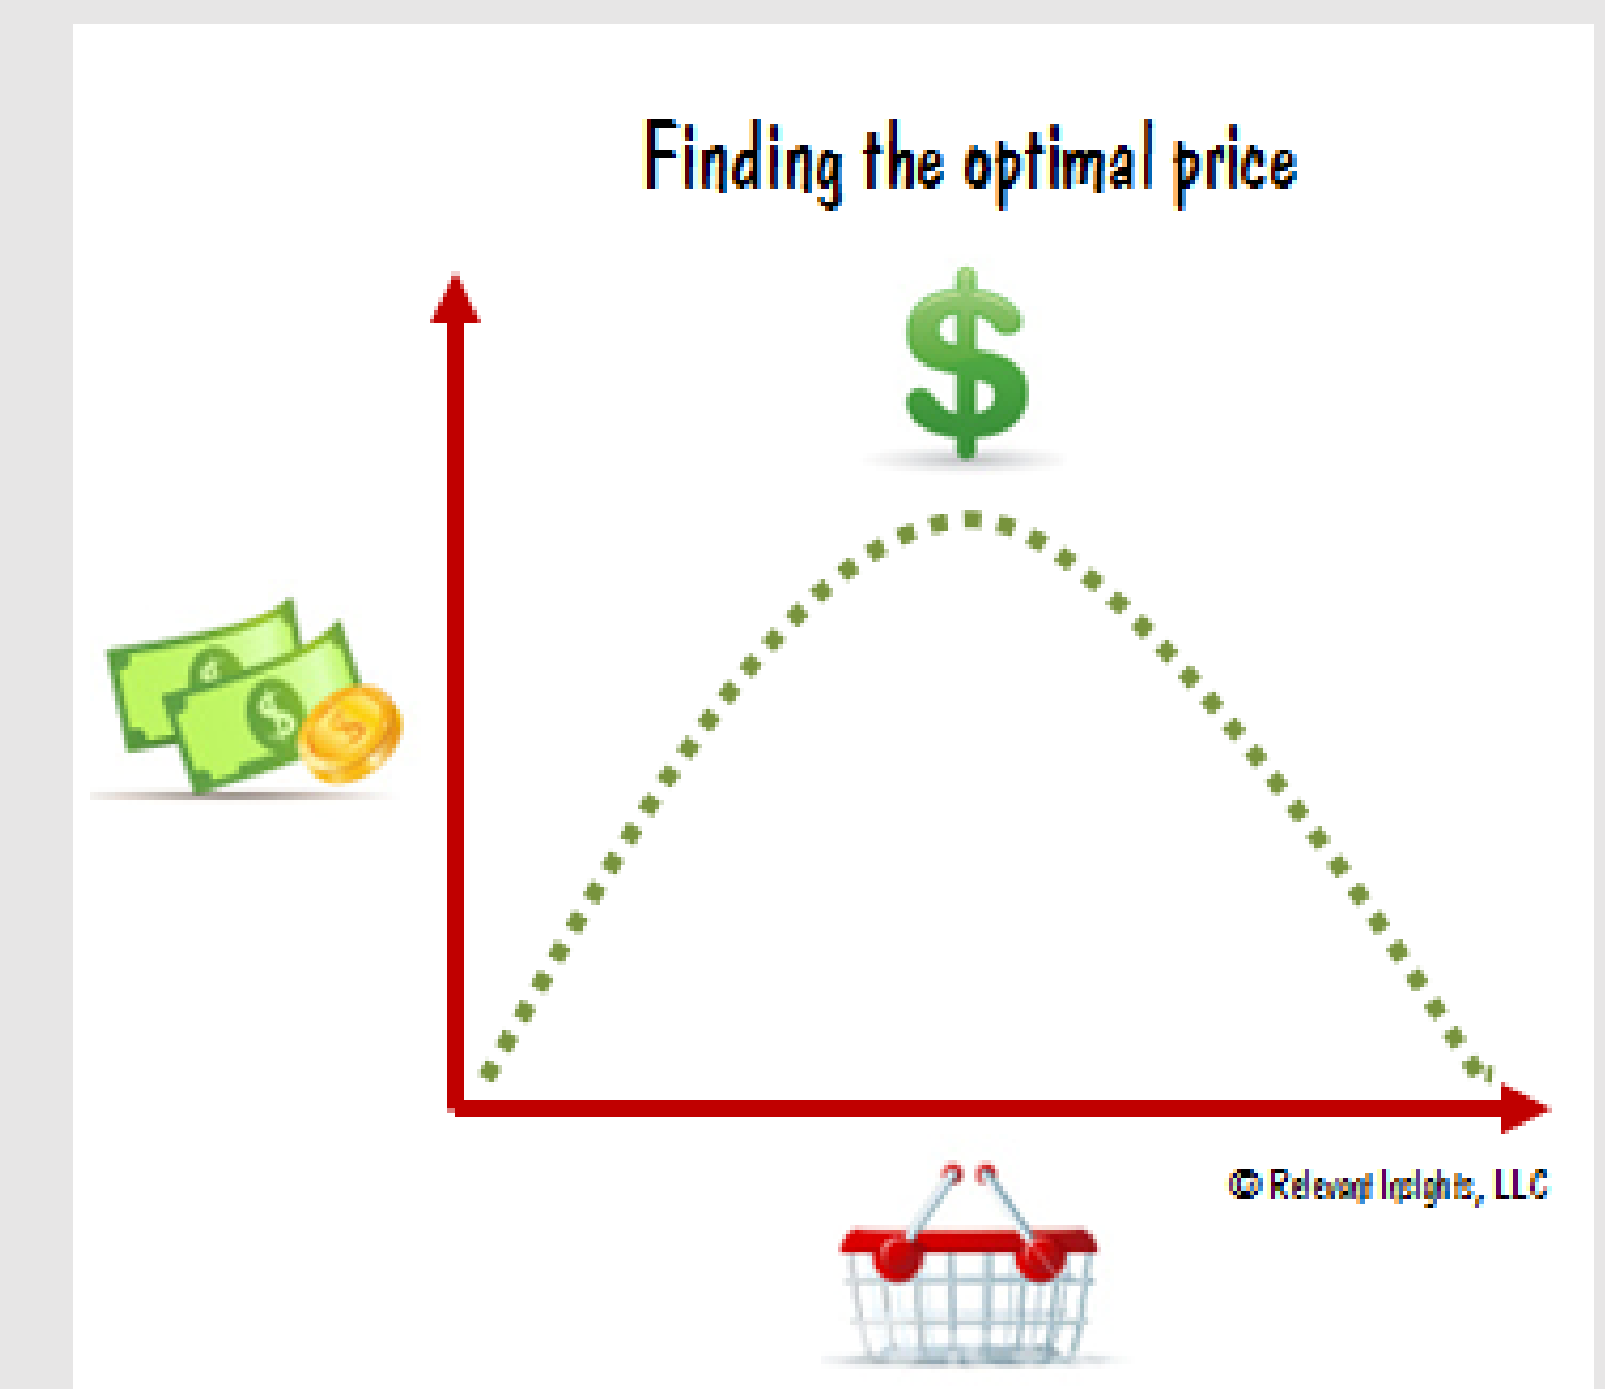 Finding the optimal price
$
© Relevant Insights, LLC